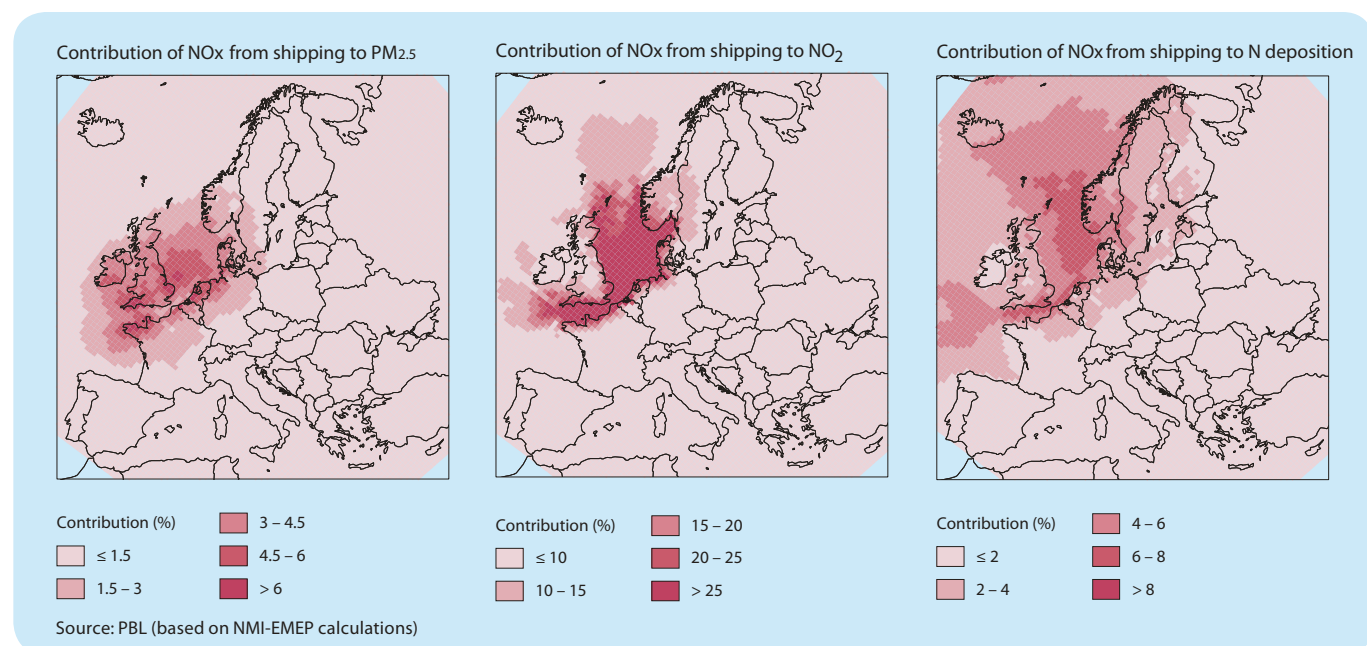 Contribution of NOx from shipping to PM2.5
Contribution (%)
≤ 1.5
1.5 – 3
3 – 4.5
4.5 – 6
> 6
Contribution of NOx from shipping to NO2
Contribution (%)
≤ 10
10 – 15
15 – 20
20 – 25
> 25
Contribution of NOx from shipping to N deposition
Contribution (%)
≤ 2
2 – 4
4 – 6
6 – 8
> 8
Source: PBL (based on NMI-EMEP calculations)